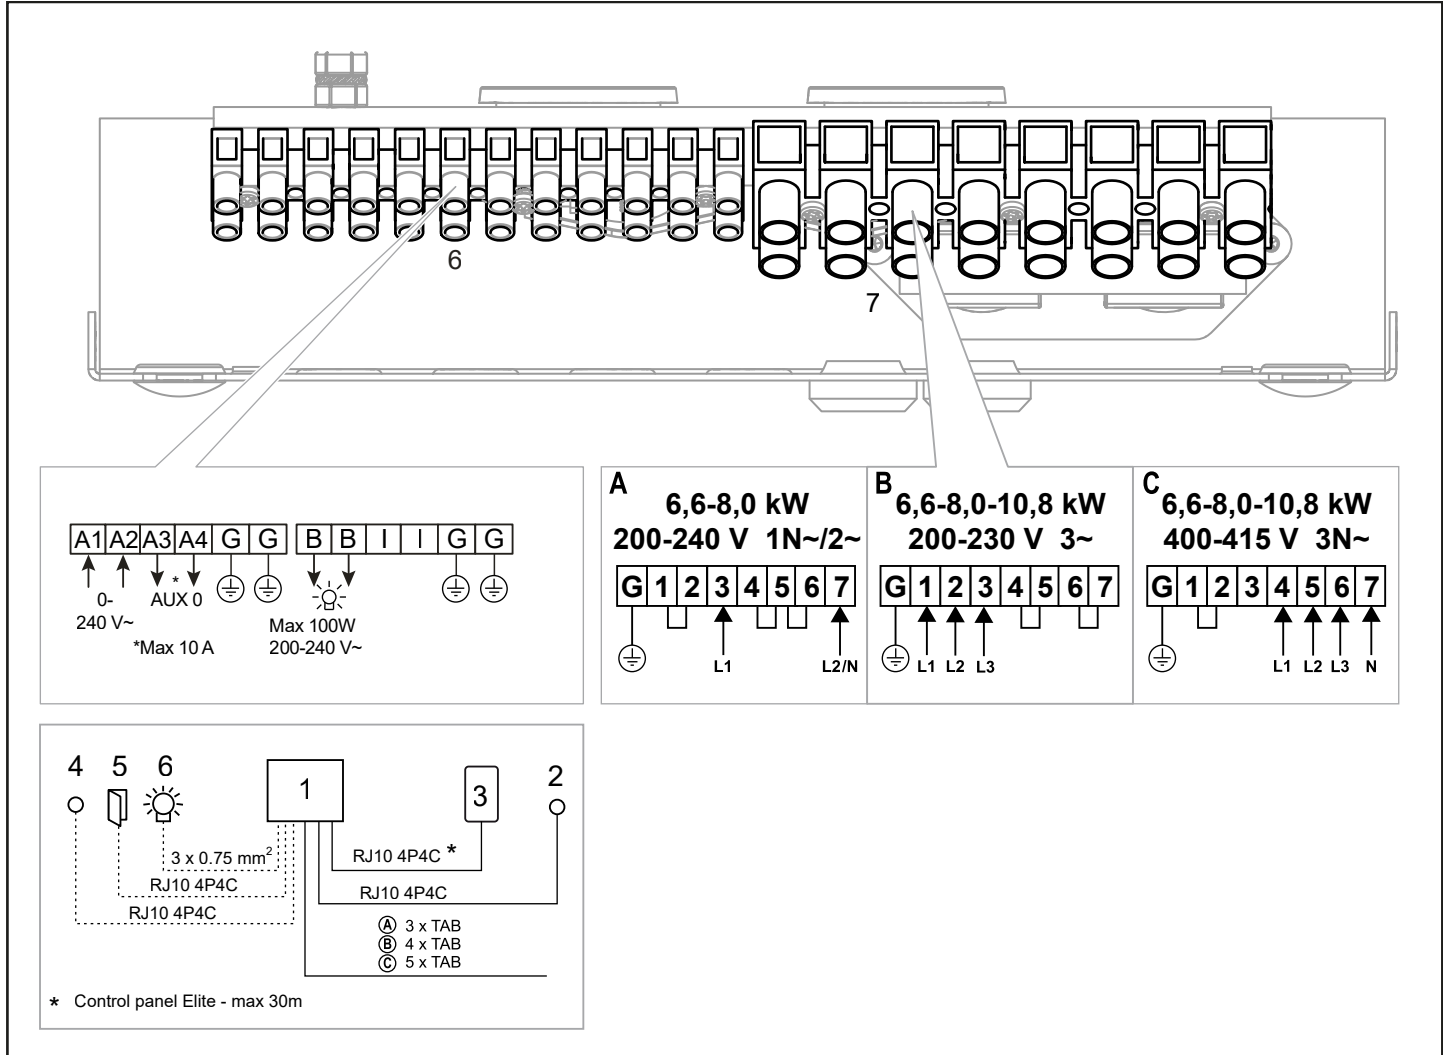 6
7
A1 A2 A3 A4 G G B B I I G G
0-
240 V~
*
AUX 0
*Max 10 A
Max 100W
200-240 V~
A
6,6-8,0 kW
200-240 V 1N~/2~
G 1 2 3 4 5 6 7
L1
L2/N
B
6,6-8,0-10,8 kW
200-230 V 3~
G 1 2 3 4 5 6 7
L1 L2 L3
C
6,6-8,0-10,8 kW
400-415 V 3N~
G 1 2 3 4 5 6 7
L1 L2 L3 N
4 5 6
1
3
2
3 x 0.75 mm²
RJ10 4P4C
RJ10 4P4C
RJ10 4P4C *
RJ10 4P4C
A 3 x TAB
B 4 x TAB
C 5 x TAB
* Control panel Elite - max 30m